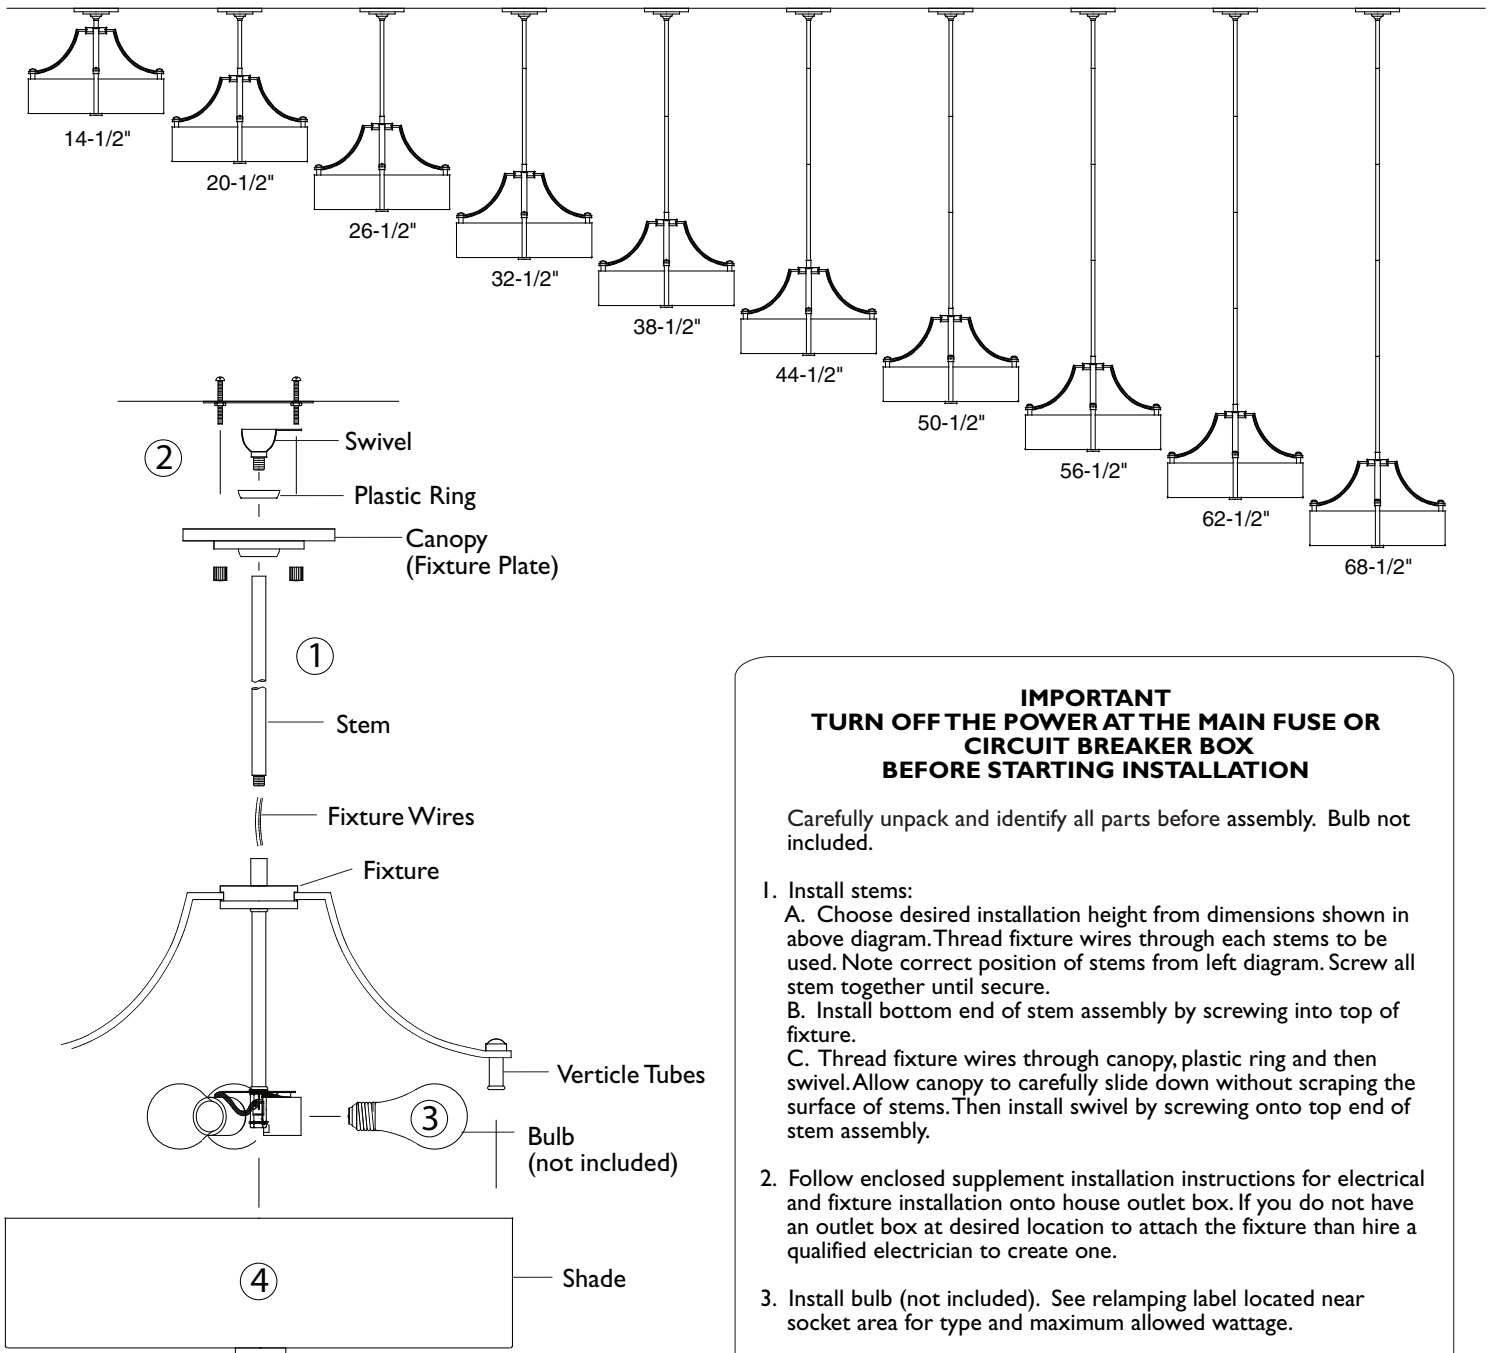 14-1/2"
20-1/2"
26-1/2"
32-1/2"
38-1/2"
44-1/2"
50-1/2"
56-1/2"
62-1/2"
68-1/2"
2
Swivel
Plastic Ring
Canopy
(Fixture Plate)
1
Stem
Fixture Wires
Fixture
Verticle Tubes
3
Bulb
(not included)
4
Shade
IMPORTANT
TURN OFF THE POWER AT THE MAIN FUSE OR
CIRCUIT BREAKER BOX
BEFORE STARTING INSTALLATION
Carefully unpack and identify all parts before assembly. Bulb not
included.
1. Install stems:
A. Choose desired installation height from dimensions shown in
above diagram. Thread fixture wires through each stems to be
used. Note correct position of stems from left diagram. Screw all
stem together until secure.
B. Install bottom end of stem assembly by screwing into top of
fixture.
C. Thread fixture wires through canopy, plastic ring and then
swivel. Allow canopy to carefully slide down without scraping the
surface of stems. Then install swivel by screwing onto top end of
stem assembly.
2. Follow enclosed supplement installation instructions for electrical
and fixture installation onto house outlet box. If you do not have
an outlet box at desired location to attach the fixture than hire a
qualified electrician to create one.
3. Install bulb (not included). See relamping label located near
socket area for type and maximum allowed wattage.